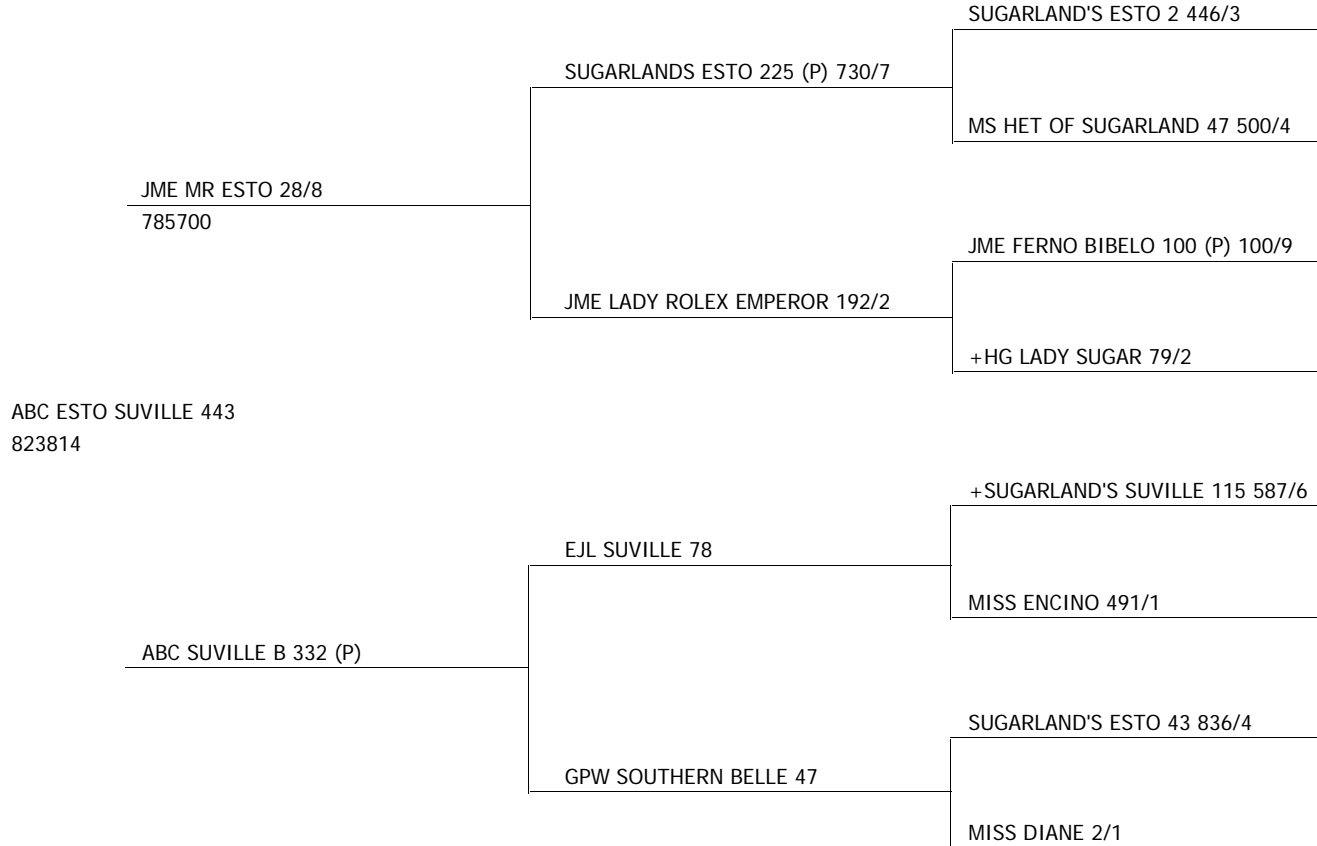 SUGARLAND'S ESTO 2 446/3
SUGARLANDS ESTO 225 (P) 730/7
MS HET OF SUGARLAND 47 500/4
JME MR ESTO 28/8
785700
JME FERNO BIBELO 100 (P) 100/9
JME LADY ROLEX EMPEROR 192/2
+HG LADY SUGAR 79/2
ABC ESTO SUVILLE 443
823814
+SUGARLAND'S SUVILLE 115 587/6
EJL SUVILLE 78
MISS ENCINO 491/1
ABC SUVILLE B 332 (P)
SUGARLAND'S ESTO 43 836/4
GPW SOUTHERN BELLE 47
MISS DIANE 2/1